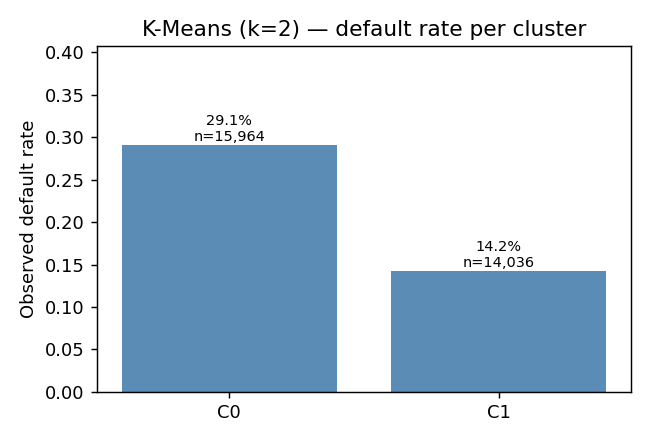 K-Means (k=2) — default rate per cluster
Observed default rate
0.40
0.35
0.30
0.25
0.20
0.15
0.10
0.05
0.00
29.1%
n=15,964
14.2%
n=14,036
C0
C1